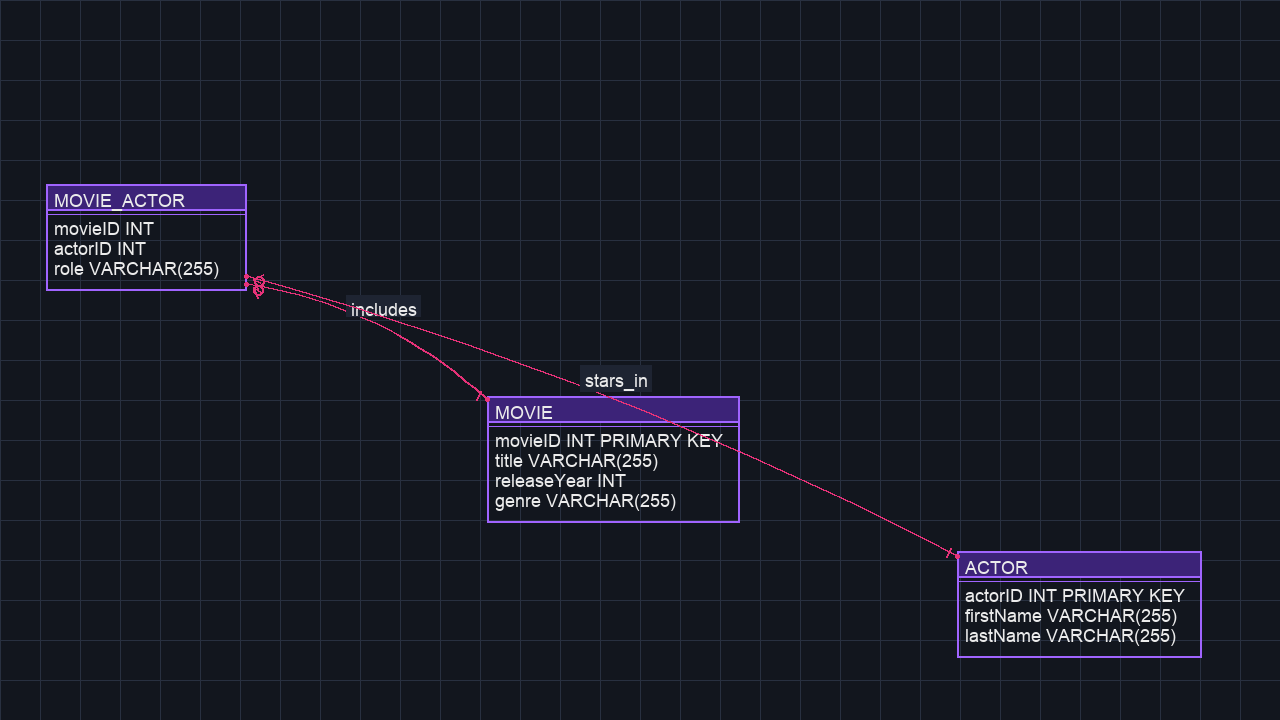 MOVIE_ACTOR
movieID INT
actorID INT
role VARCHAR(255)
includes
stars_in
MOVIE
movieID INT PRIMARY KEY
title VARCHAR(255)
releaseYear INT
genre VARCHAR(255)
ACTOR
actorID INT PRIMARY KEY
firstName VARCHAR(255)
lastName VARCHAR(255)